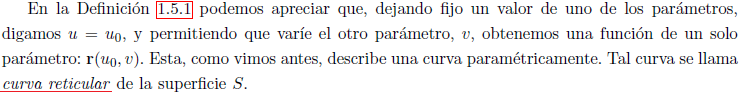 En la Definición 1.5.1 podemos apreciar que, dejando fijo un valor de uno de los parámetros,
digamos u = u₀, y permitiendo que varíe el otro parámetro, v, obtenemos una función de un solo
parámetro: r(u₀, v). Esta, como vimos antes, describe una curva paramétricamente. Tal curva se llama
curva reticular de la superficie S.